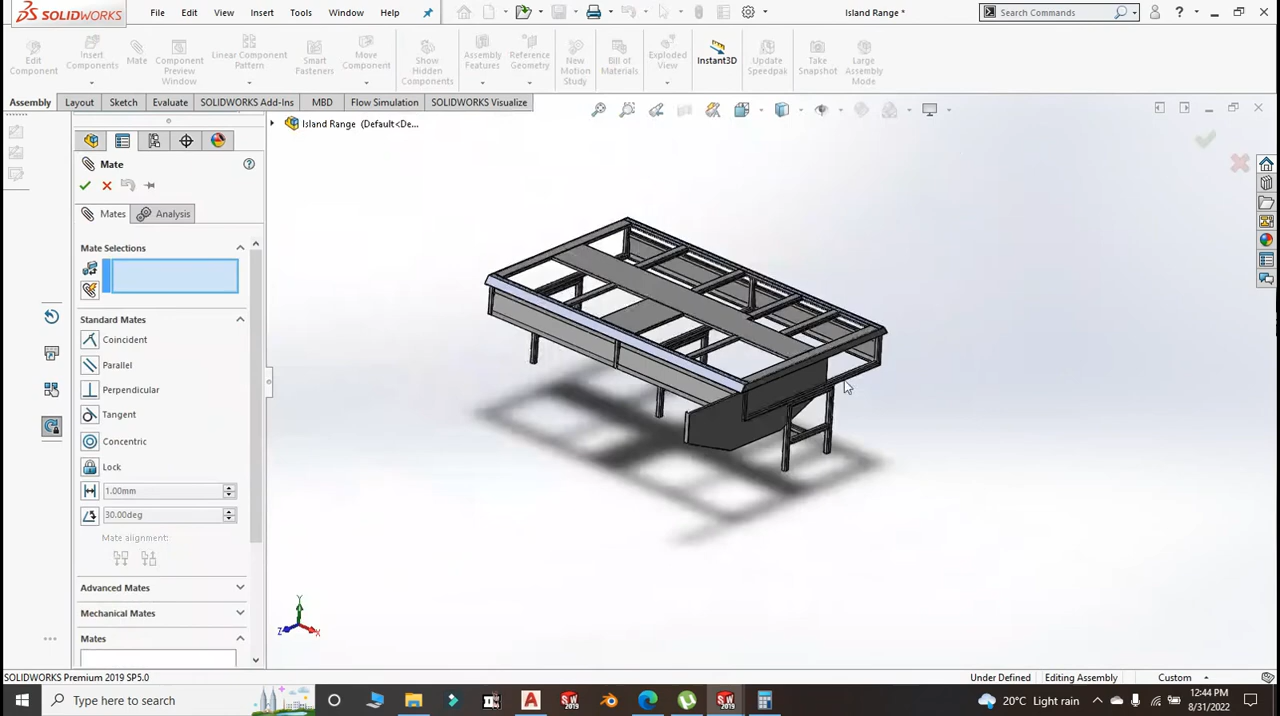 SOLIDWORKS
File
Edit
View
Insert
Tools
Window
Help
Island Range *
Search Commands
Edit Component
Insert Components
Mate
Component Preview Window
Linear Component Pattern
Smart Fasteners
Move Component
Show Hidden Components
Assembly Features
Reference Geometry
New Motion Study
Bill of Materials
Exploded View
Instant3D
Update Speedpak
Take Snapshot
Large Assembly Mode
Assembly
Layout
Sketch
Evaluate
SOLIDWORKS Add-Ins
MBD
Flow Simulation
SOLIDWORKS Visualize
Island Range (Default<De...
Mate
Mates
Analysis
Mate Selections
Standard Mates
Coincident
Parallel
Perpendicular
Tangent
Concentric
Lock
1.00mm
30.00deg
Mate alignment:
Advanced Mates
Mechanical Mates
Mates
Y
Z
X
SOLIDWORKS Premium 2019 SP5.0
Under Defined
Editing Assembly
Custom
Type here to search
20°C Light rain
12:44 PM
8/31/2022